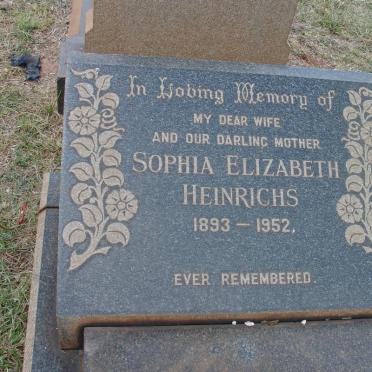 In Loving Memory of
MY DEAR WIFE
AND OUR DARLING MOTHER
SOPHIA ELIZABETH
HEINRICHS
1893 — 1952.
EVER REMEMBERED.